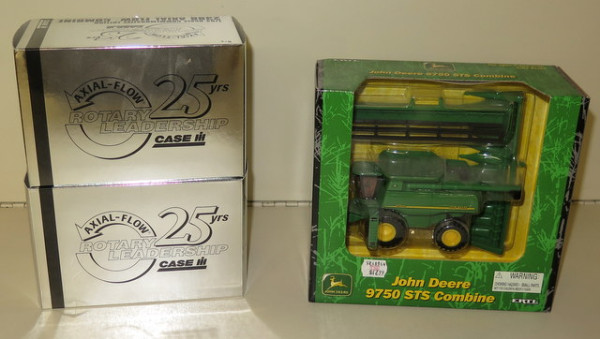 AXIAL-FLOW
25 yrs
ROTARY
LEADERSHIP
CASE IH
AXIAL-FLOW
25 yrs
ROTARY
LEADERSHIP
CASE IH
John Deere 9750 STS Combine
JOHN DEERE
John Deere
9750 STS Combine
WARNING
ERTL